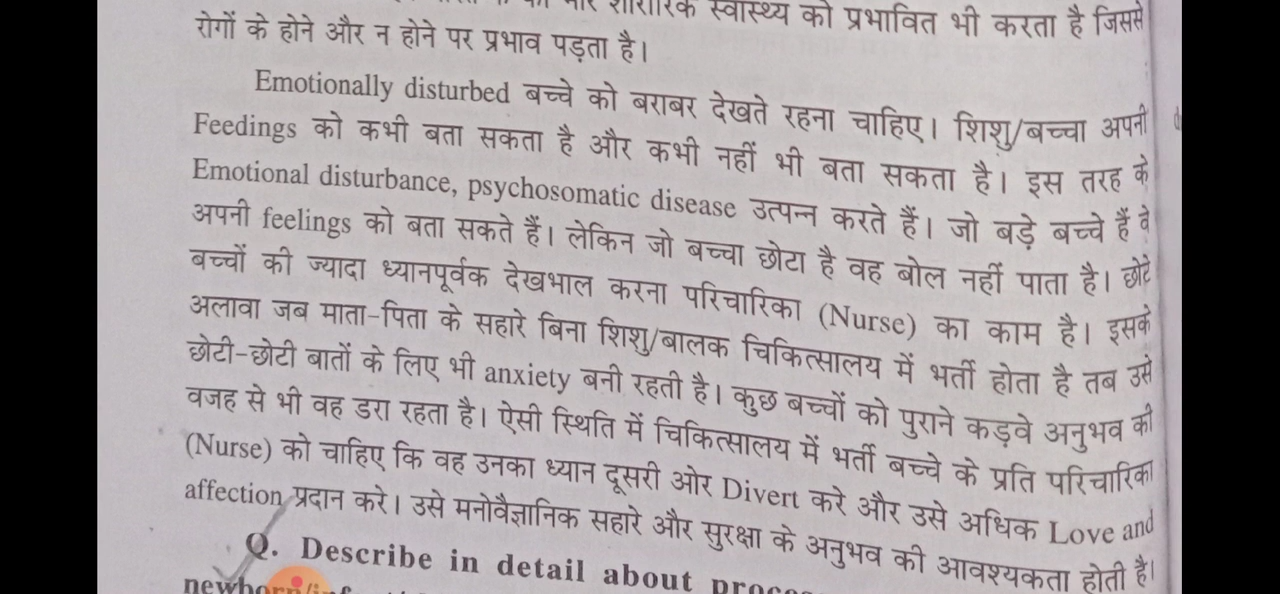 शारीरिक स्वास्थ्य को प्रभावित भी करता है जिससे
रोगों के होने और न होने पर प्रभाव पड़ता है।
Emotionally disturbed बच्चे को बराबर देखते रहना चाहिए। शिशु/बच्चा अपनी
Feedings को कभी बता सकता है और कभी नहीं भी बता सकता है। इस तरह के
Emotional disturbance, psychosomatic disease उत्पन्न करते हैं। जो बड़े बच्चे हैं वे
अपनी feelings को बता सकते हैं। लेकिन जो बच्चा छोटा है वह बोल नहीं पाता है। छोटे
बच्चों की ज्यादा ध्यानपूर्वक देखभाल करना परिचारिका (Nurse) का काम है। इसके
अलावा जब माता-पिता के सहारे बिना शिशु/बालक चिकित्सालय में भर्ती होता है तब उसे
छोटी-छोटी बातों के लिए भी anxiety बनी रहती है। कुछ बच्चों को पुराने कड़वे अनुभव की
वजह से भी वह डरा रहता है। ऐसी स्थिति में चिकित्सालय में भर्ती बच्चे के प्रति परिचारिका
(Nurse) को चाहिए कि वह उनका ध्यान दूसरी ओर Divert करे और उसे अधिक Love and
affection प्रदान करे। उसे मनोवैज्ञानिक सहारे और सुरक्षा के अनुभव की आवश्यकता होती है।
Q. Describe in detail about